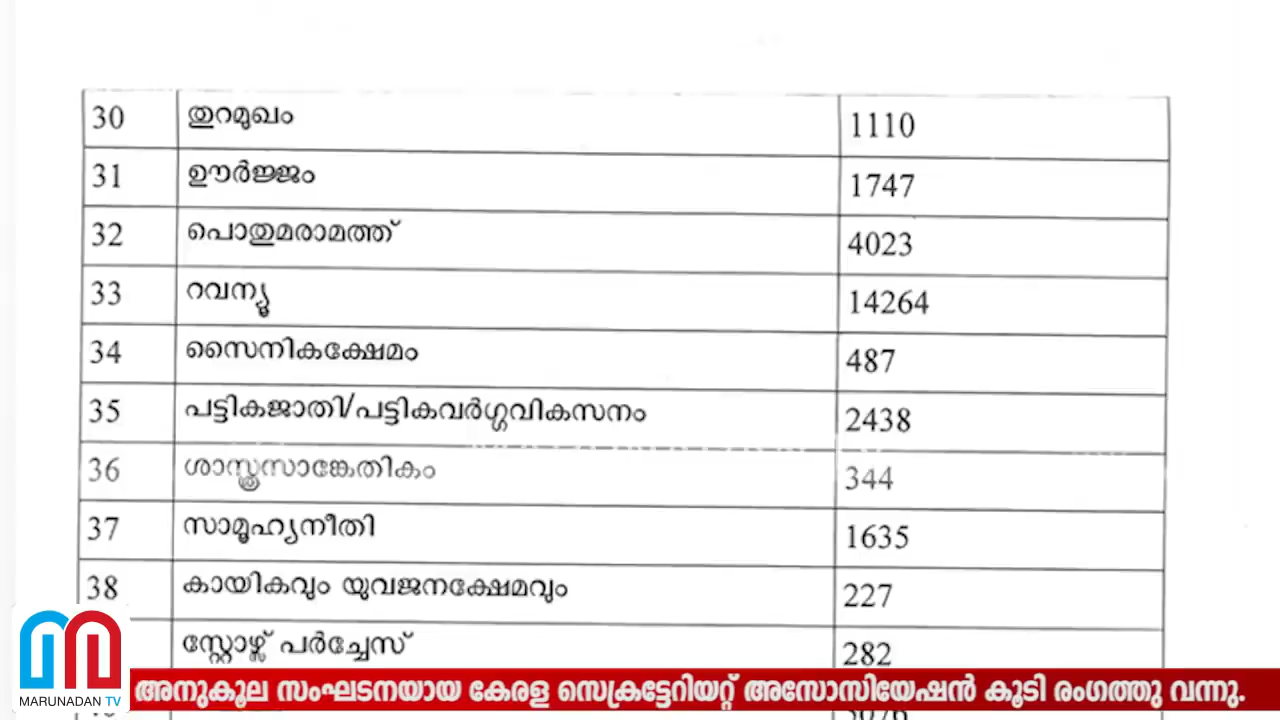 30 തുറമുഖം 1110
31 ഊർജ്ജം 1747
32 പൊതുമരാമത്ത് 4023
33 റവന്യൂ 14264
34 സൈനികക്ഷേമം 487
35 പട്ടികജാതി/പട്ടികവർഗ്ഗവികസനം 2438
36 ശാസ്ത്രസാങ്കേതികം 344
37 സാമൂഹ്യനീതി 1635
38 കായികവും യുവജനക്ഷേമവും 227
സ്റ്റോഴ്സ് പർച്ചേസ് 282
MARUNADAN TV
അനുകൂല സംഘടനയായ കേരള സെക്രട്ടേറിയറ്റ് അസോസിയേഷൻ കൂടി രംഗത്തു വന്നു.